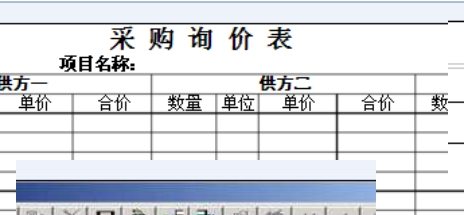 采购询价表
项目名称:
供方一 供方二
单价 合价 数量 单位 单价 合价 数